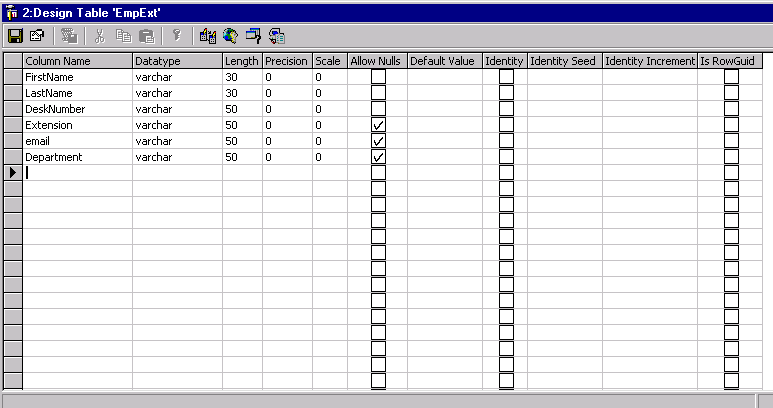 2:Design Table 'EmpExt'
Column Name Datatype Length Precision Scale Allow Nulls Default Value Identity Identity Seed Identity Increment Is RowGuid
FirstName varchar 30 0 0
LastName varchar 30 0 0
DeskNumber varchar 50 0 0
Extension varchar 50 0 0
email varchar 50 0 0
Department varchar 50 0 0